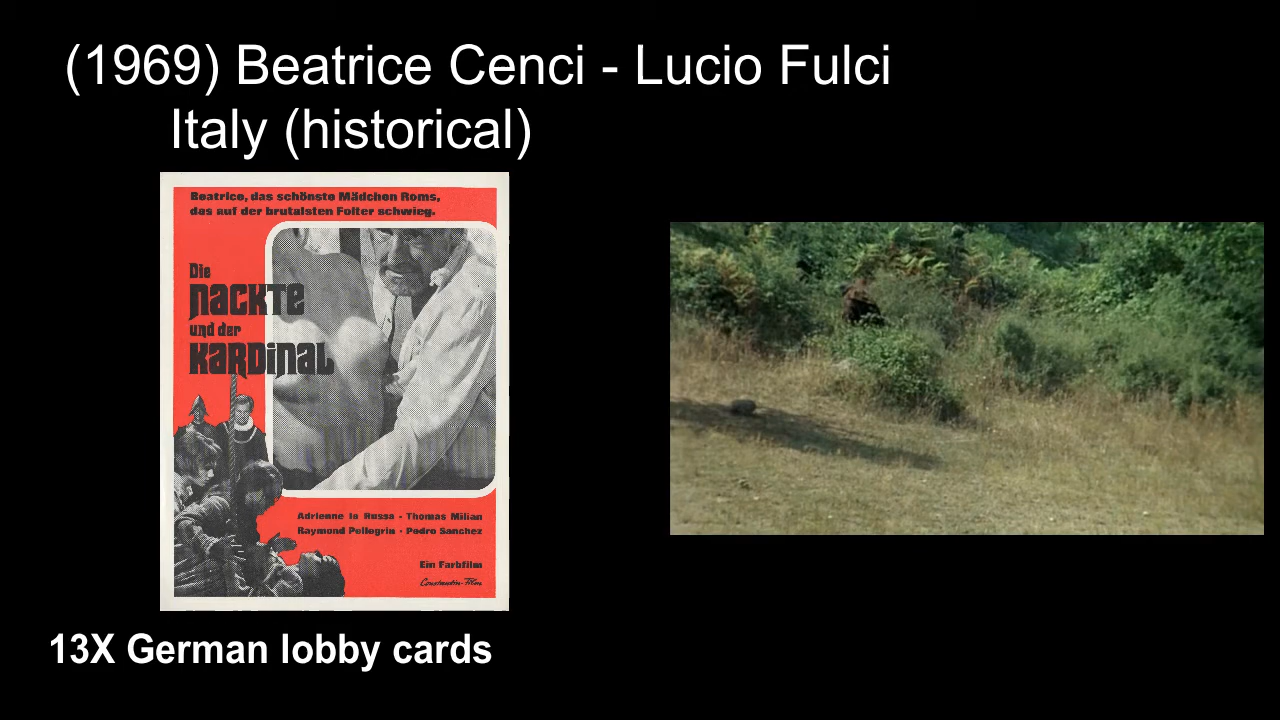 (1969) Beatrice Cenci - Lucio Fulci
Italy (historical)
Beatrice, das schönste Mädchen Roms,
das auf der brutalsten Folter schwieg.
Die
nackte
und der
kardinal
Adrienne la Russa - Thomas Milian
Raymond Pellegrin - Pedro Sanchez
Ein Farbfilm
Constantin-Film
13X German lobby cards